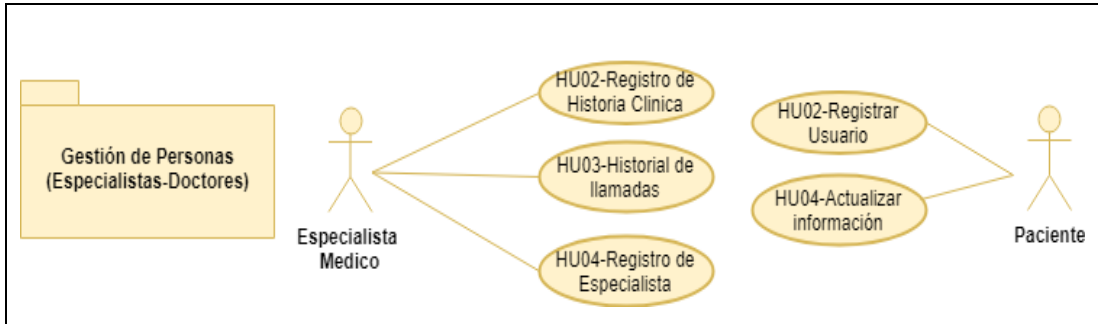 Gestión de Personas
(Especialistas-Doctores)
Especialista
Medico
HU02-Registro de
Historia Clinica
HU03-Historial de
llamadas
HU04-Registro de
Especialista
HU02-Registrar
Usuario
HU04-Actualizar
información
Paciente